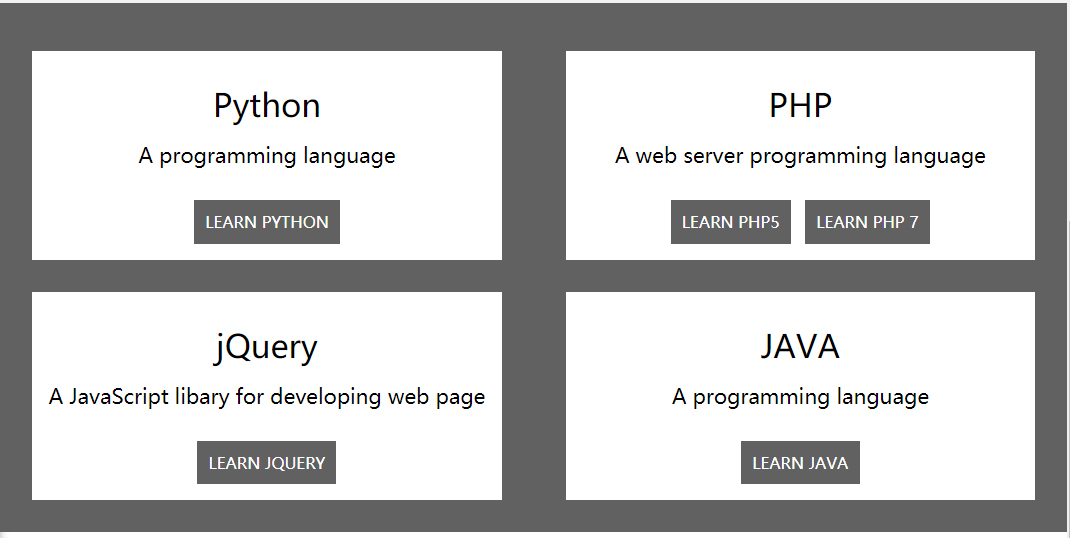 Python
A programming language
LEARN PYTHON
PHP
A web server programming language
LEARN PHP5 LEARN PHP 7
jQuery
A JavaScript libary for developing web page
LEARN JQUERY
JAVA
A programming language
LEARN JAVA